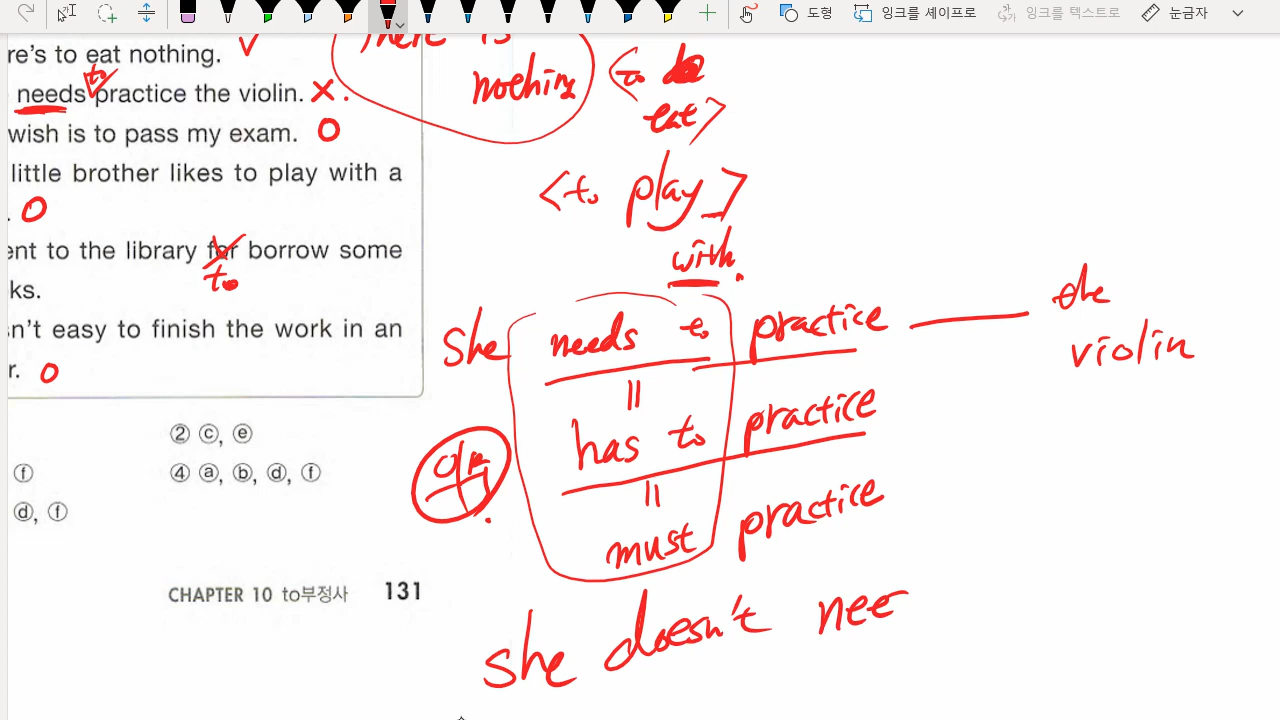 도형 잉크를 셰이프로 잉크를 텍스트로 눈금자
There is
nothing <to
eat>
re's to eat nothing. v
to
needs practice the violin. x.
wish is to pass my exam. o
little brother likes to play with a
. o
ent to the library for borrow some
to
ks.
n't easy to finish the work in an
r. o
<to play>
with.
She needs to practice the
violin
=
has to practice
=
must practice
she doesn't nee
② ⓒ, ⓔ
ⓕ ④ ⓐ, ⓑ, ⓓ, ⓕ
ⓓ, ⓕ
CHAPTER 10 to부정사 131